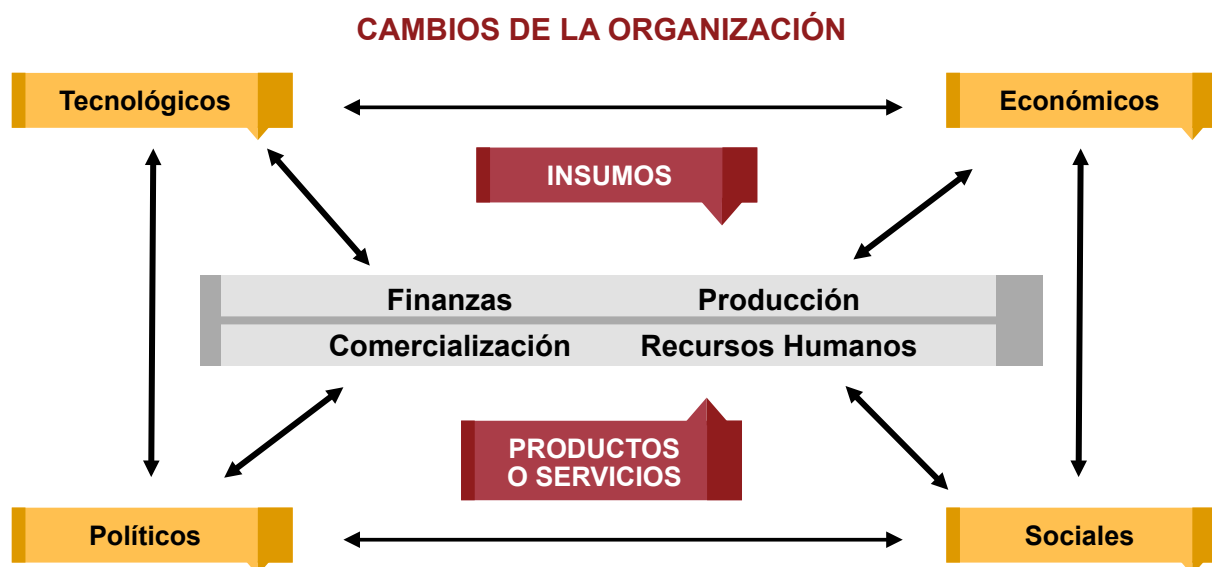 CAMBIOS DE LA ORGANIZACIÓN
Tecnológicos
Económicos
INSUMOS
Finanzas
Producción
Comercialización
Recursos Humanos
PRODUCTOS
O SERVICIOS
Políticos
Sociales